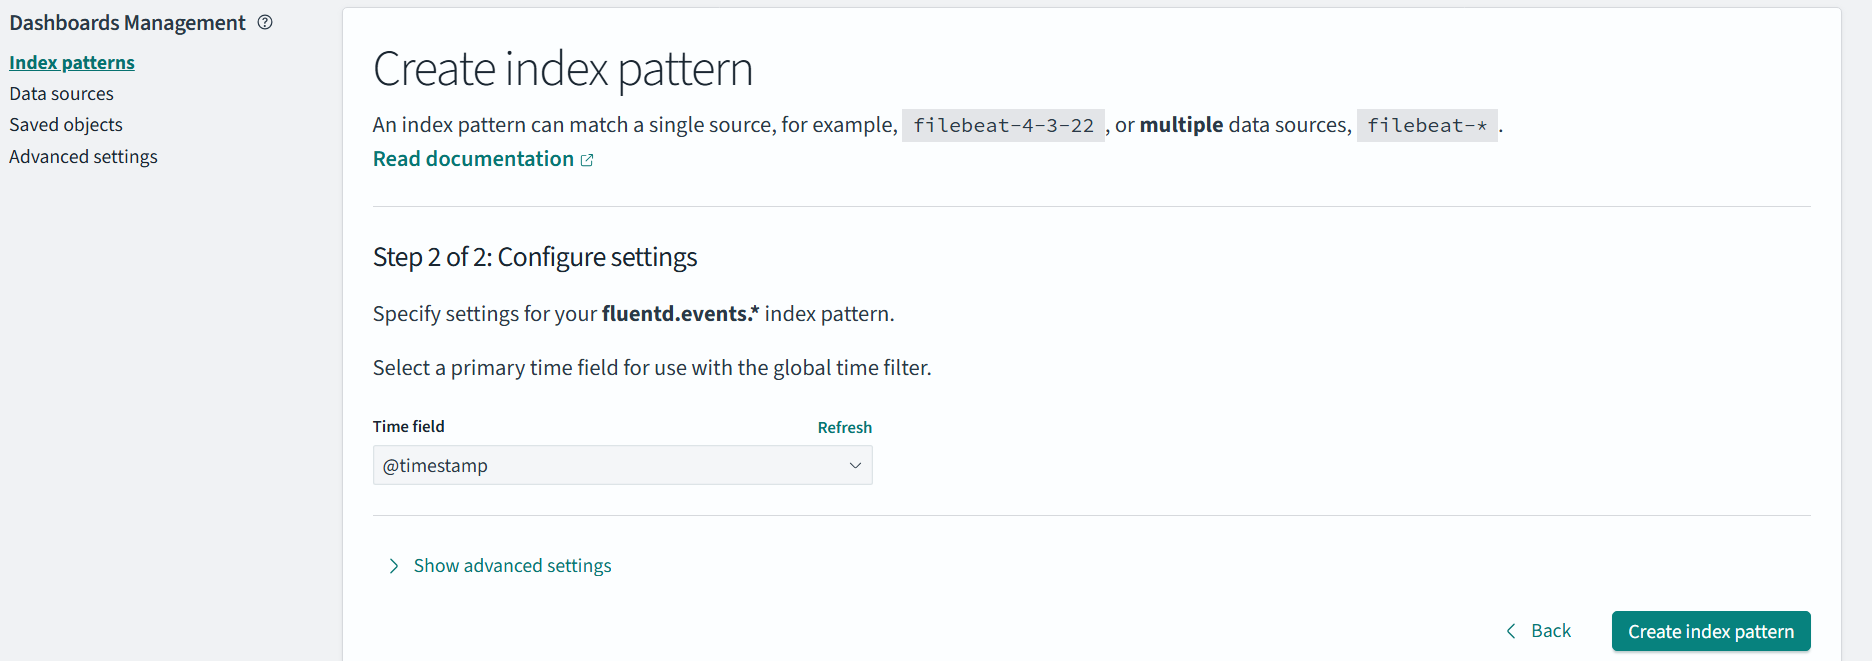 Dashboards Management
Index patterns
Data sources
Saved objects
Advanced settings
Create index pattern
An index pattern can match a single source, for example, filebeat-4-3-22 , or multiple data sources, filebeat-* .
Read documentation
Step 2 of 2: Configure settings
Specify settings for your fluentd.events.* index pattern.
Select a primary time field for use with the global time filter.
Time field Refresh
@timestamp
Show advanced settings
Back Create index pattern